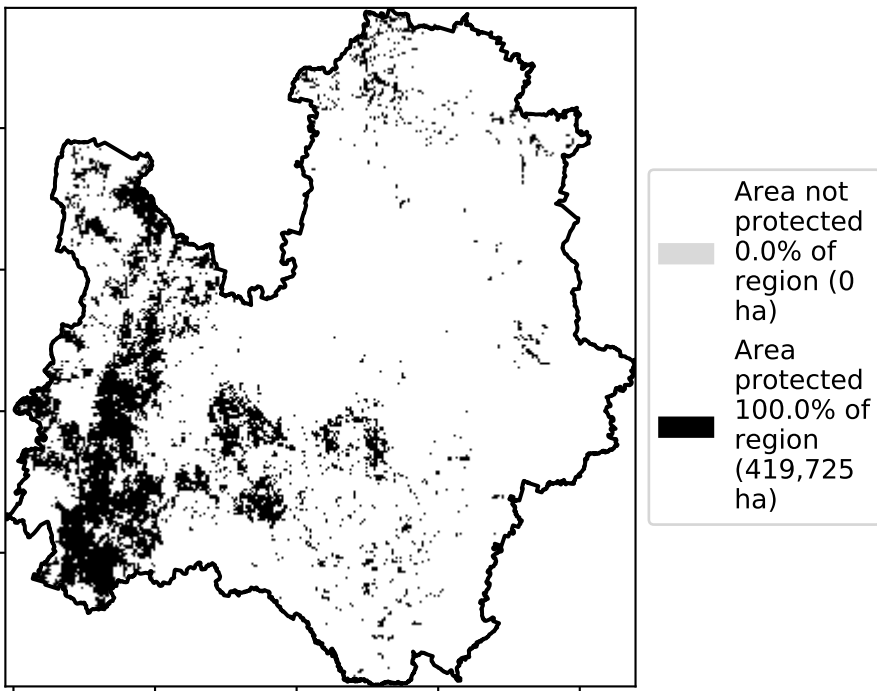 Area not
protected
0.0% of
region (0
ha)
Area
protected
100.0% of
region
(419,725
ha)